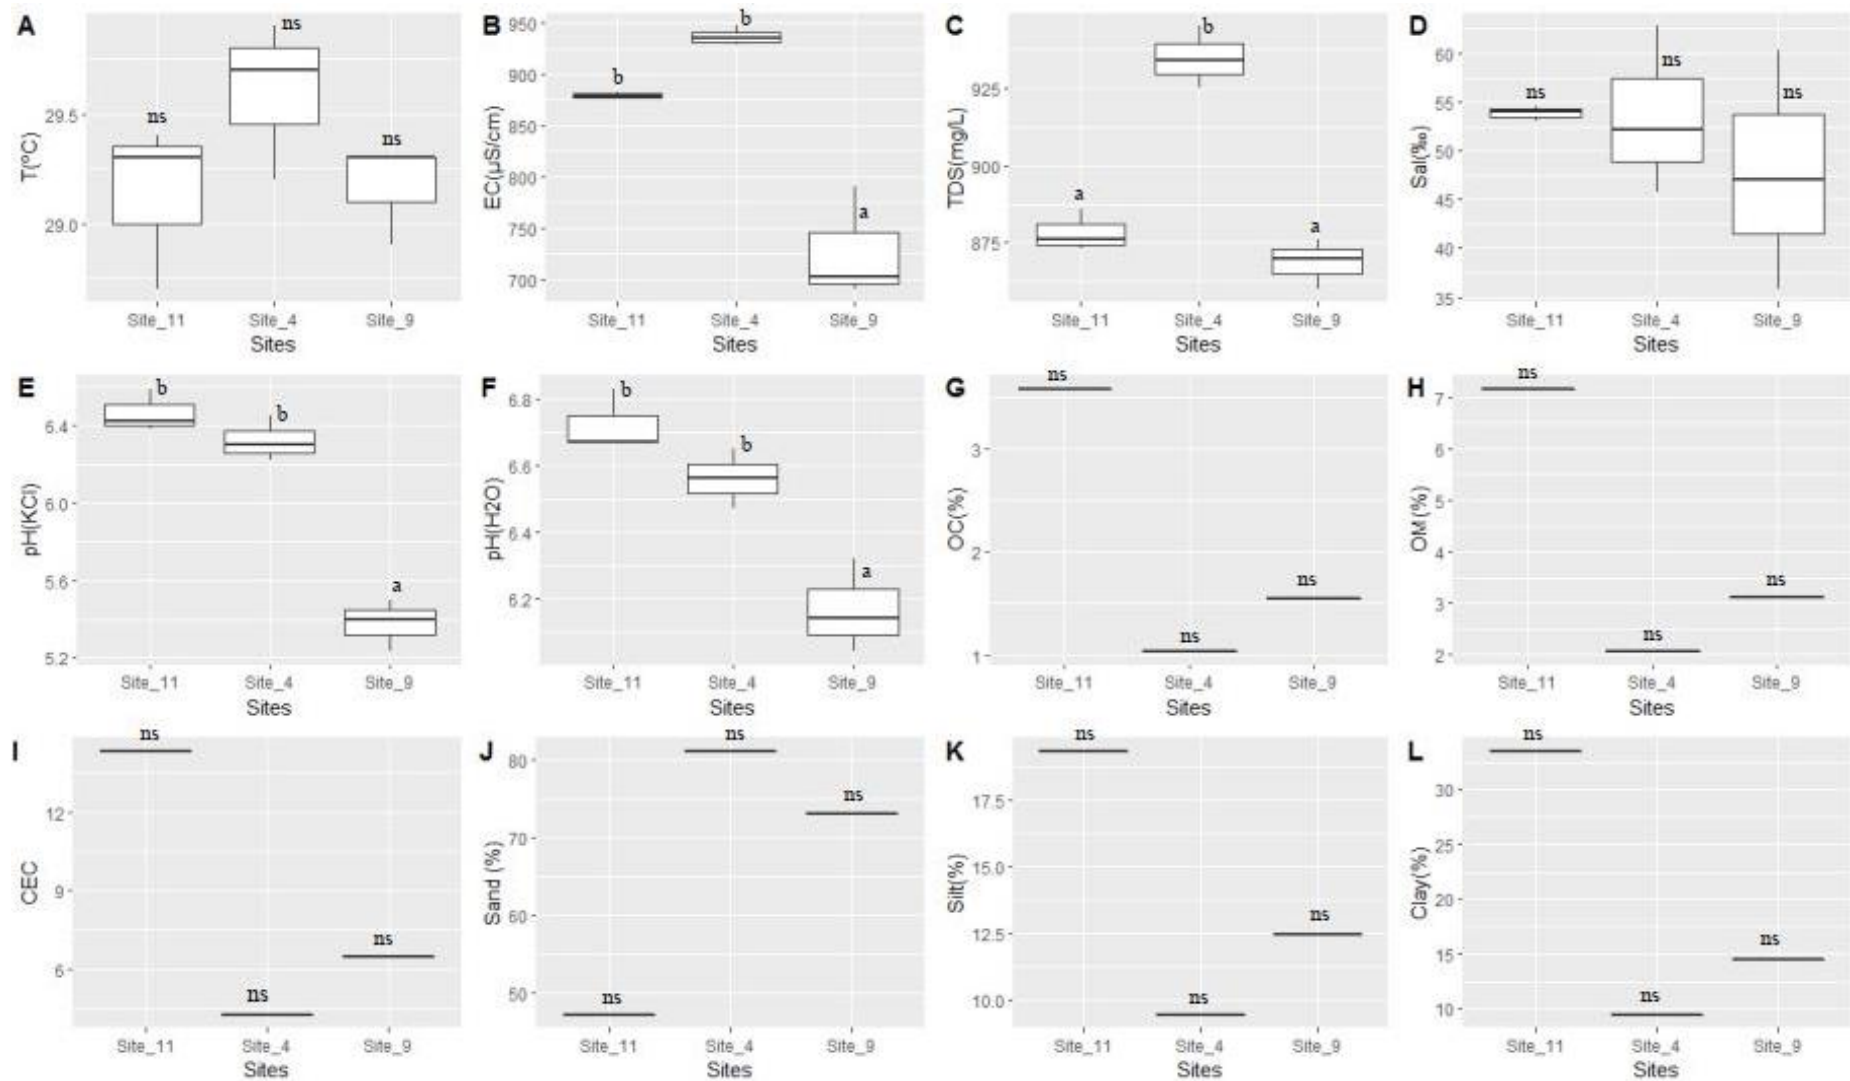 A
T(ºC)
29.5
29.0
ns
ns
ns
Site_11 Site_4 Site_9
Sites
B
EC(µS/cm)
950
900
850
800
750
700
b
b
a
Site_11 Site_4 Site_9
Sites
C
TDS(mg/L)
925
900
875
a
b
a
Site_11 Site_4 Site_9
Sites
D
Sal(‰)
60
55
50
45
40
35
ns
ns
ns
Site_11 Site_4 Site_9
Sites
E
pH(KCl)
6.4
6.0
5.6
5.2
b
b
a
Site_11 Site_4 Site_9
Sites
F
pH(H2O)
6.8
6.6
6.4
6.2
b
b
a
Site_11 Site_4 Site_9
Sites
G
OC(%)
3
2
1
ns
ns
ns
Site_11 Site_4 Site_9
Sites
H
OM(%)
7
6
5
4
3
2
ns
ns
ns
Site_11 Site_4 Site_9
Sites
I
CEC
12
9
6
ns
ns
ns
Site_11 Site_4 Site_9
Sites
J
Sand (%)
80
70
60
50
ns
ns
ns
Site_11 Site_4 Site_9
Sites
K
Silt(%)
17.5
15.0
12.5
10.0
ns
ns
ns
Site_11 Site_4 Site_9
Sites
L
Clay(%)
30
25
20
15
10
ns
ns
ns
Site_11 Site_4 Site_9
Sites